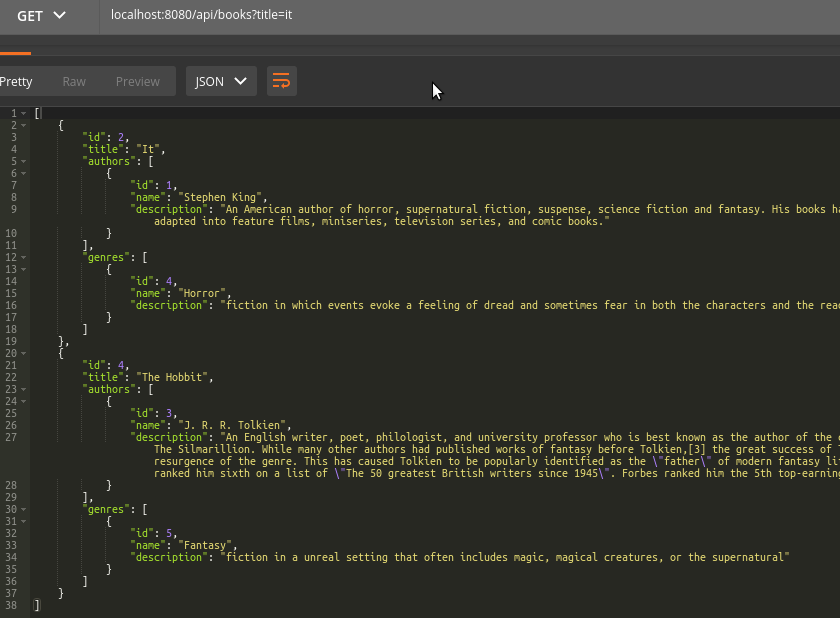 GET localhost:8080/api/books?title=it
Pretty Raw Preview JSON
1 [
2 {
3 "id": 2,
4 "title": "It",
5 "authors": [
6 {
7 "id": 1,
8 "name": "Stephen King",
9 "description": "An American author of horror, supernatural fiction, suspense, science fiction and fantasy. His books
adapted into feature films, miniseries, television series, and comic books."
10 }
11 ],
12 "genres": [
13 {
14 "id": 4,
15 "name": "Horror",
16 "description": "fiction in which events evoke a feeling of dread and sometimes fear in both the characters and the
17 }
18 ]
19 },
20 {
21 "id": 4,
22 "title": "The Hobbit",
23 "authors": [
24 {
25 "id": 3,
26 "name": "J. R. R. Tolkien",
27 "description": "An English writer, poet, philologist, and university professor who is best known as the author of the
The Silmarillion. While many other authors had published works of fantasy before Tolkien,[3] the great success of
resurgence of the genre. This has caused Tolkien to be popularly identified as the \"father\" of modern fantasy
ranked him sixth on a list of \"The 50 greatest British writers since 1945\". Forbes ranked him the 5th top-earning
28 }
29 ],
30 "genres": [
31 {
32 "id": 5,
33 "name": "Fantasy",
34 "description": "fiction in a unreal setting that often includes magic, magical creatures, or the supernatural"
35 }
36 ]
37 }
38 ]